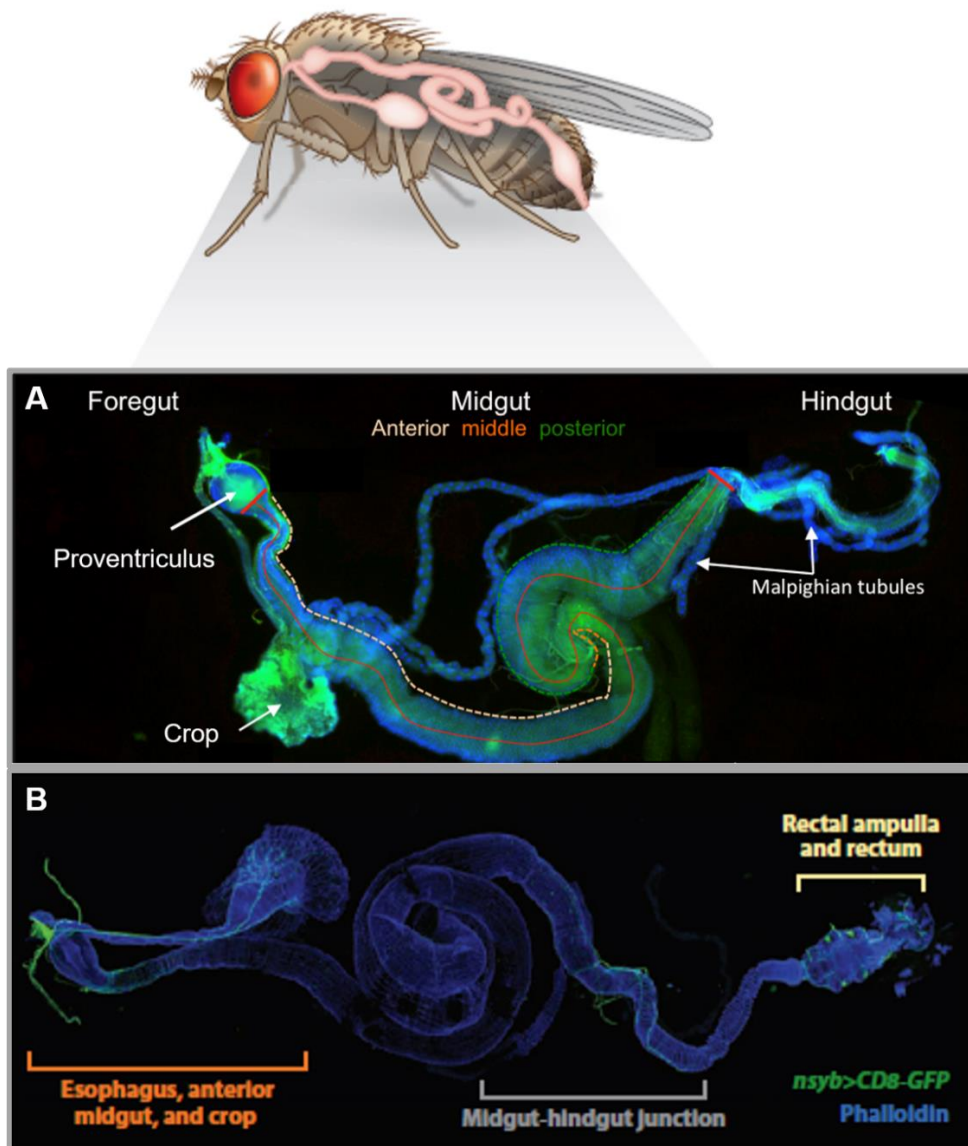 A
Foregut
Midgut
Hindgut
Anterior middle posterior
Proventriculus
Malpighian tubules
Crop
B
Rectal ampulla
and rectum
Esophagus, anterior
midgut, and crop
Midgut-hindgut junction
nsyb>CD8-GFP
Phalloidin